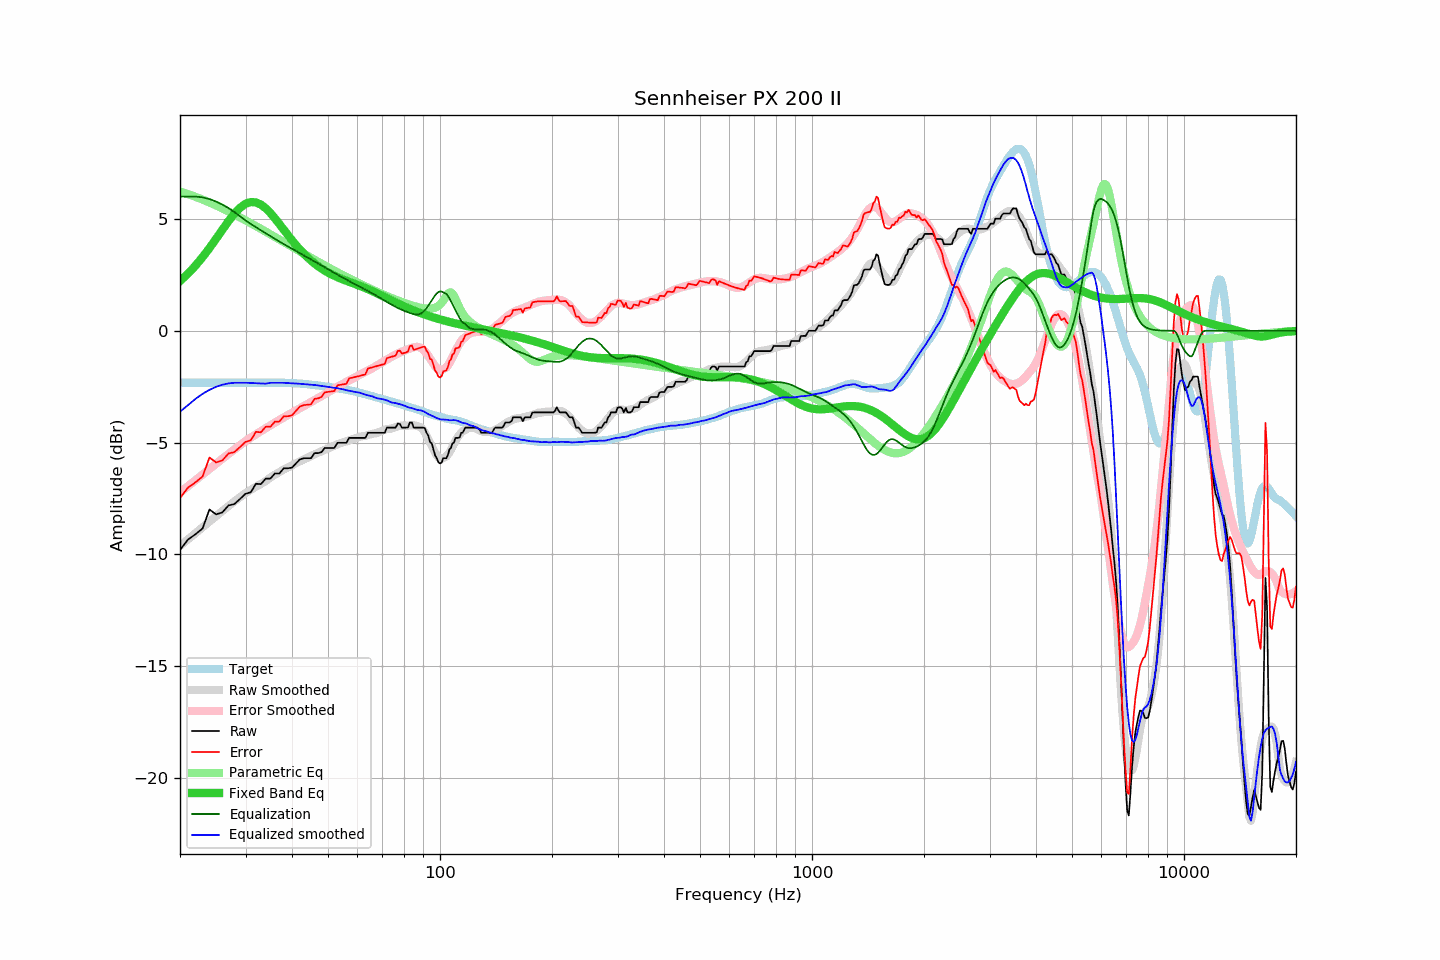 Sennheiser PX 200 II
Amplitude (dBr)
5
0
−5
−10
−15
−20
Target
Raw Smoothed
Error Smoothed
Raw
Error
Parametric Eq
Fixed Band Eq
Equalization
Equalized smoothed
100
1000
10000
Frequency (Hz)